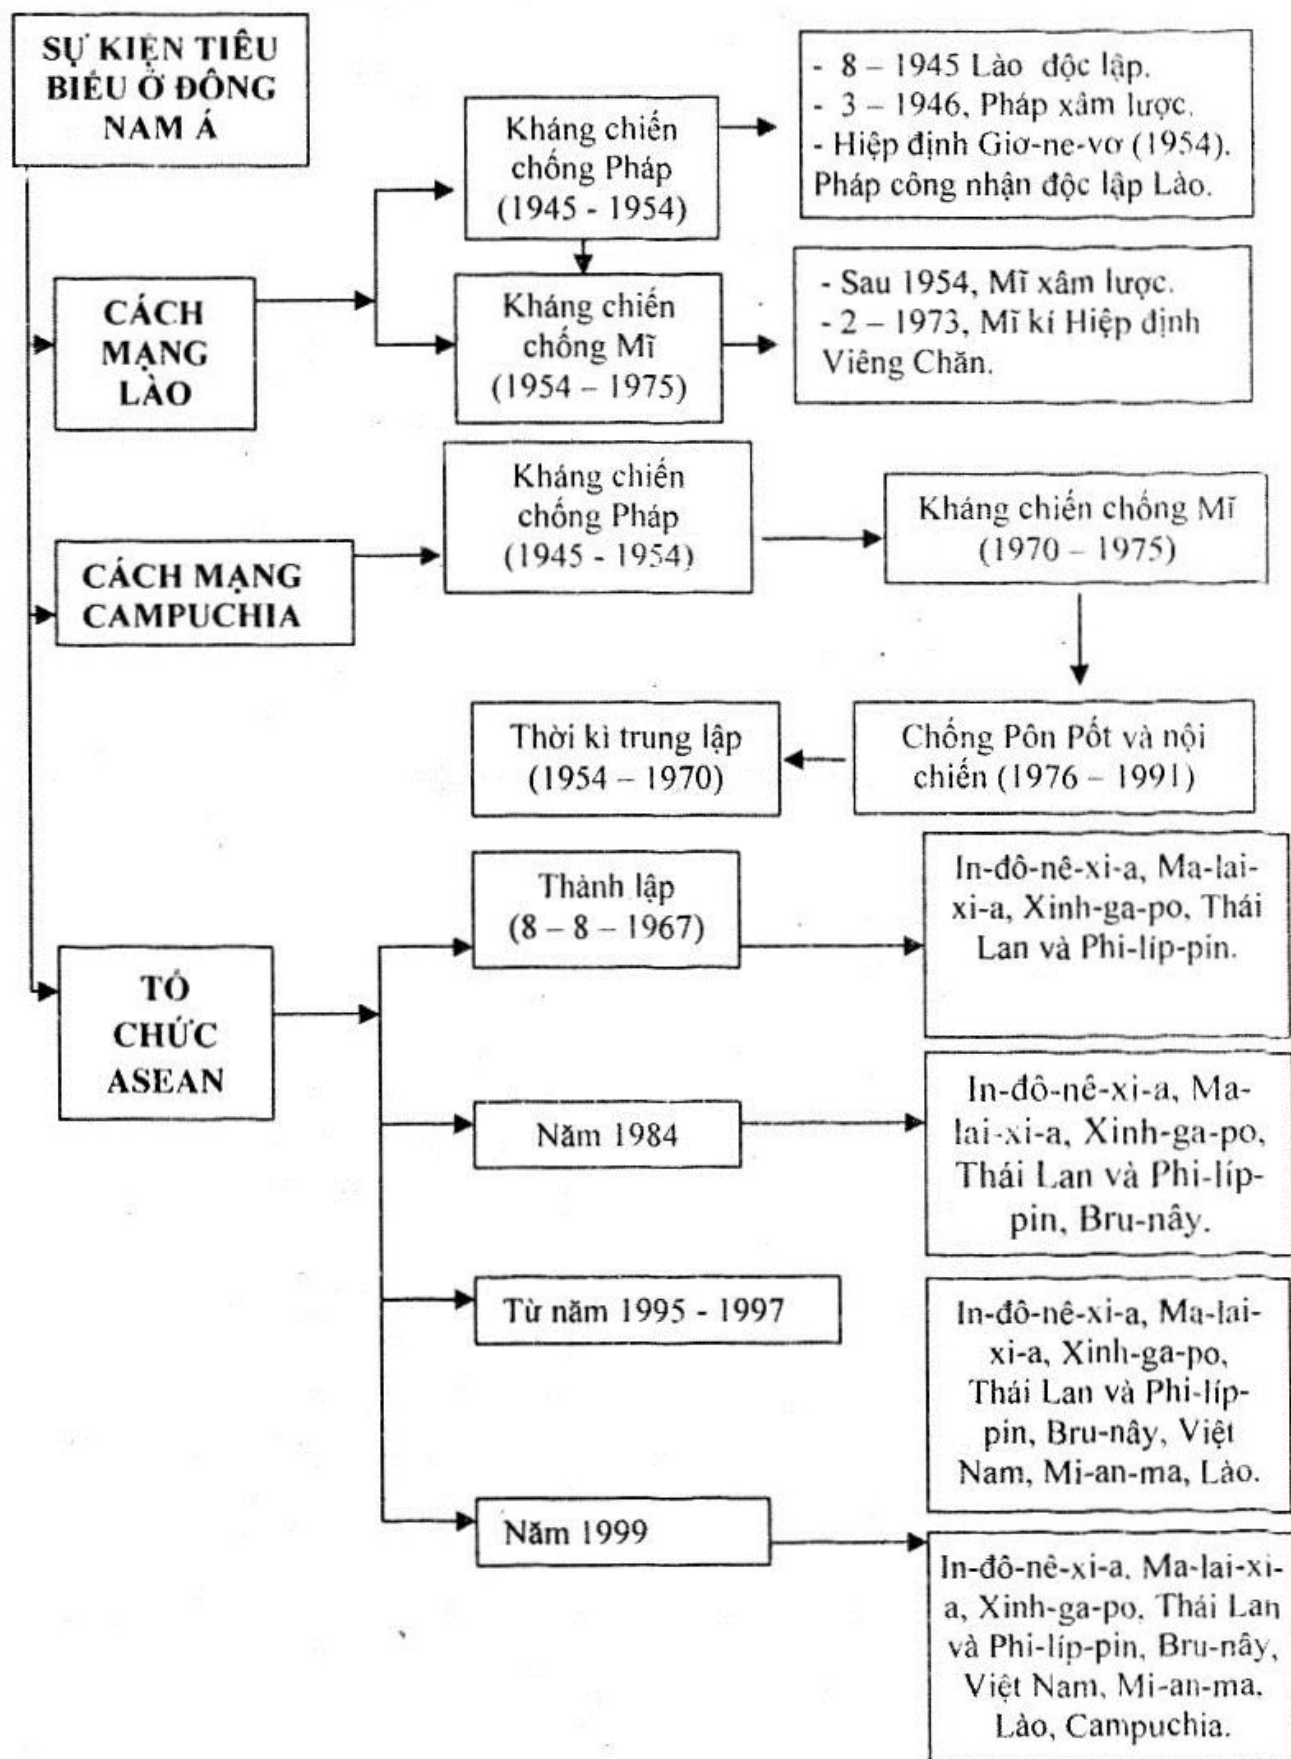 SỰ KIỆN TIÊU
BIỂU Ở ĐÔNG
NAM Á
CÁCH
MẠNG
LÀO
Kháng chiến
chống Pháp
(1945 - 1954)
- 8 – 1945 Lào độc lập.
- 3 – 1946, Pháp xâm lược.
- Hiệp định Giơ-ne-vơ (1954).
Pháp công nhận độc lập Lào.
Kháng chiến
chống Mĩ
(1954 – 1975)
- Sau 1954, Mĩ xâm lược.
- 2 – 1973, Mĩ kí Hiệp định
Viêng Chăn.
CÁCH MẠNG
CAMPUCHIA
Kháng chiến
chống Pháp
(1945 - 1954)
Kháng chiến chống Mĩ
(1970 – 1975)
Thời kì trung lập
(1954 – 1970)
Chống Pôn Pốt và nội
chiến (1976 – 1991)
TỔ
CHỨC
ASEAN
Thành lập
(8 – 8 – 1967)
In-đô-nê-xi-a, Ma-lai-
xi-a, Xinh-ga-po, Thái
Lan và Phi-líp-pin.
Năm 1984
In-đô-nê-xi-a, Ma-
lai-xi-a, Xinh-ga-po,
Thái Lan và Phi-líp-
pin, Bru-nây.
Từ năm 1995 - 1997
In-đô-nê-xi-a, Ma-lai-
xi-a, Xinh-ga-po,
Thái Lan và Phi-líp-
pin, Bru-nây, Việt
Nam, Mi-an-ma, Lào.
Năm 1999
In-đô-nê-xi-a, Ma-lai-xi-
a, Xinh-ga-po, Thái Lan
và Phi-líp-pin, Bru-nây,
Việt Nam, Mi-an-ma,
Lào, Campuchia.